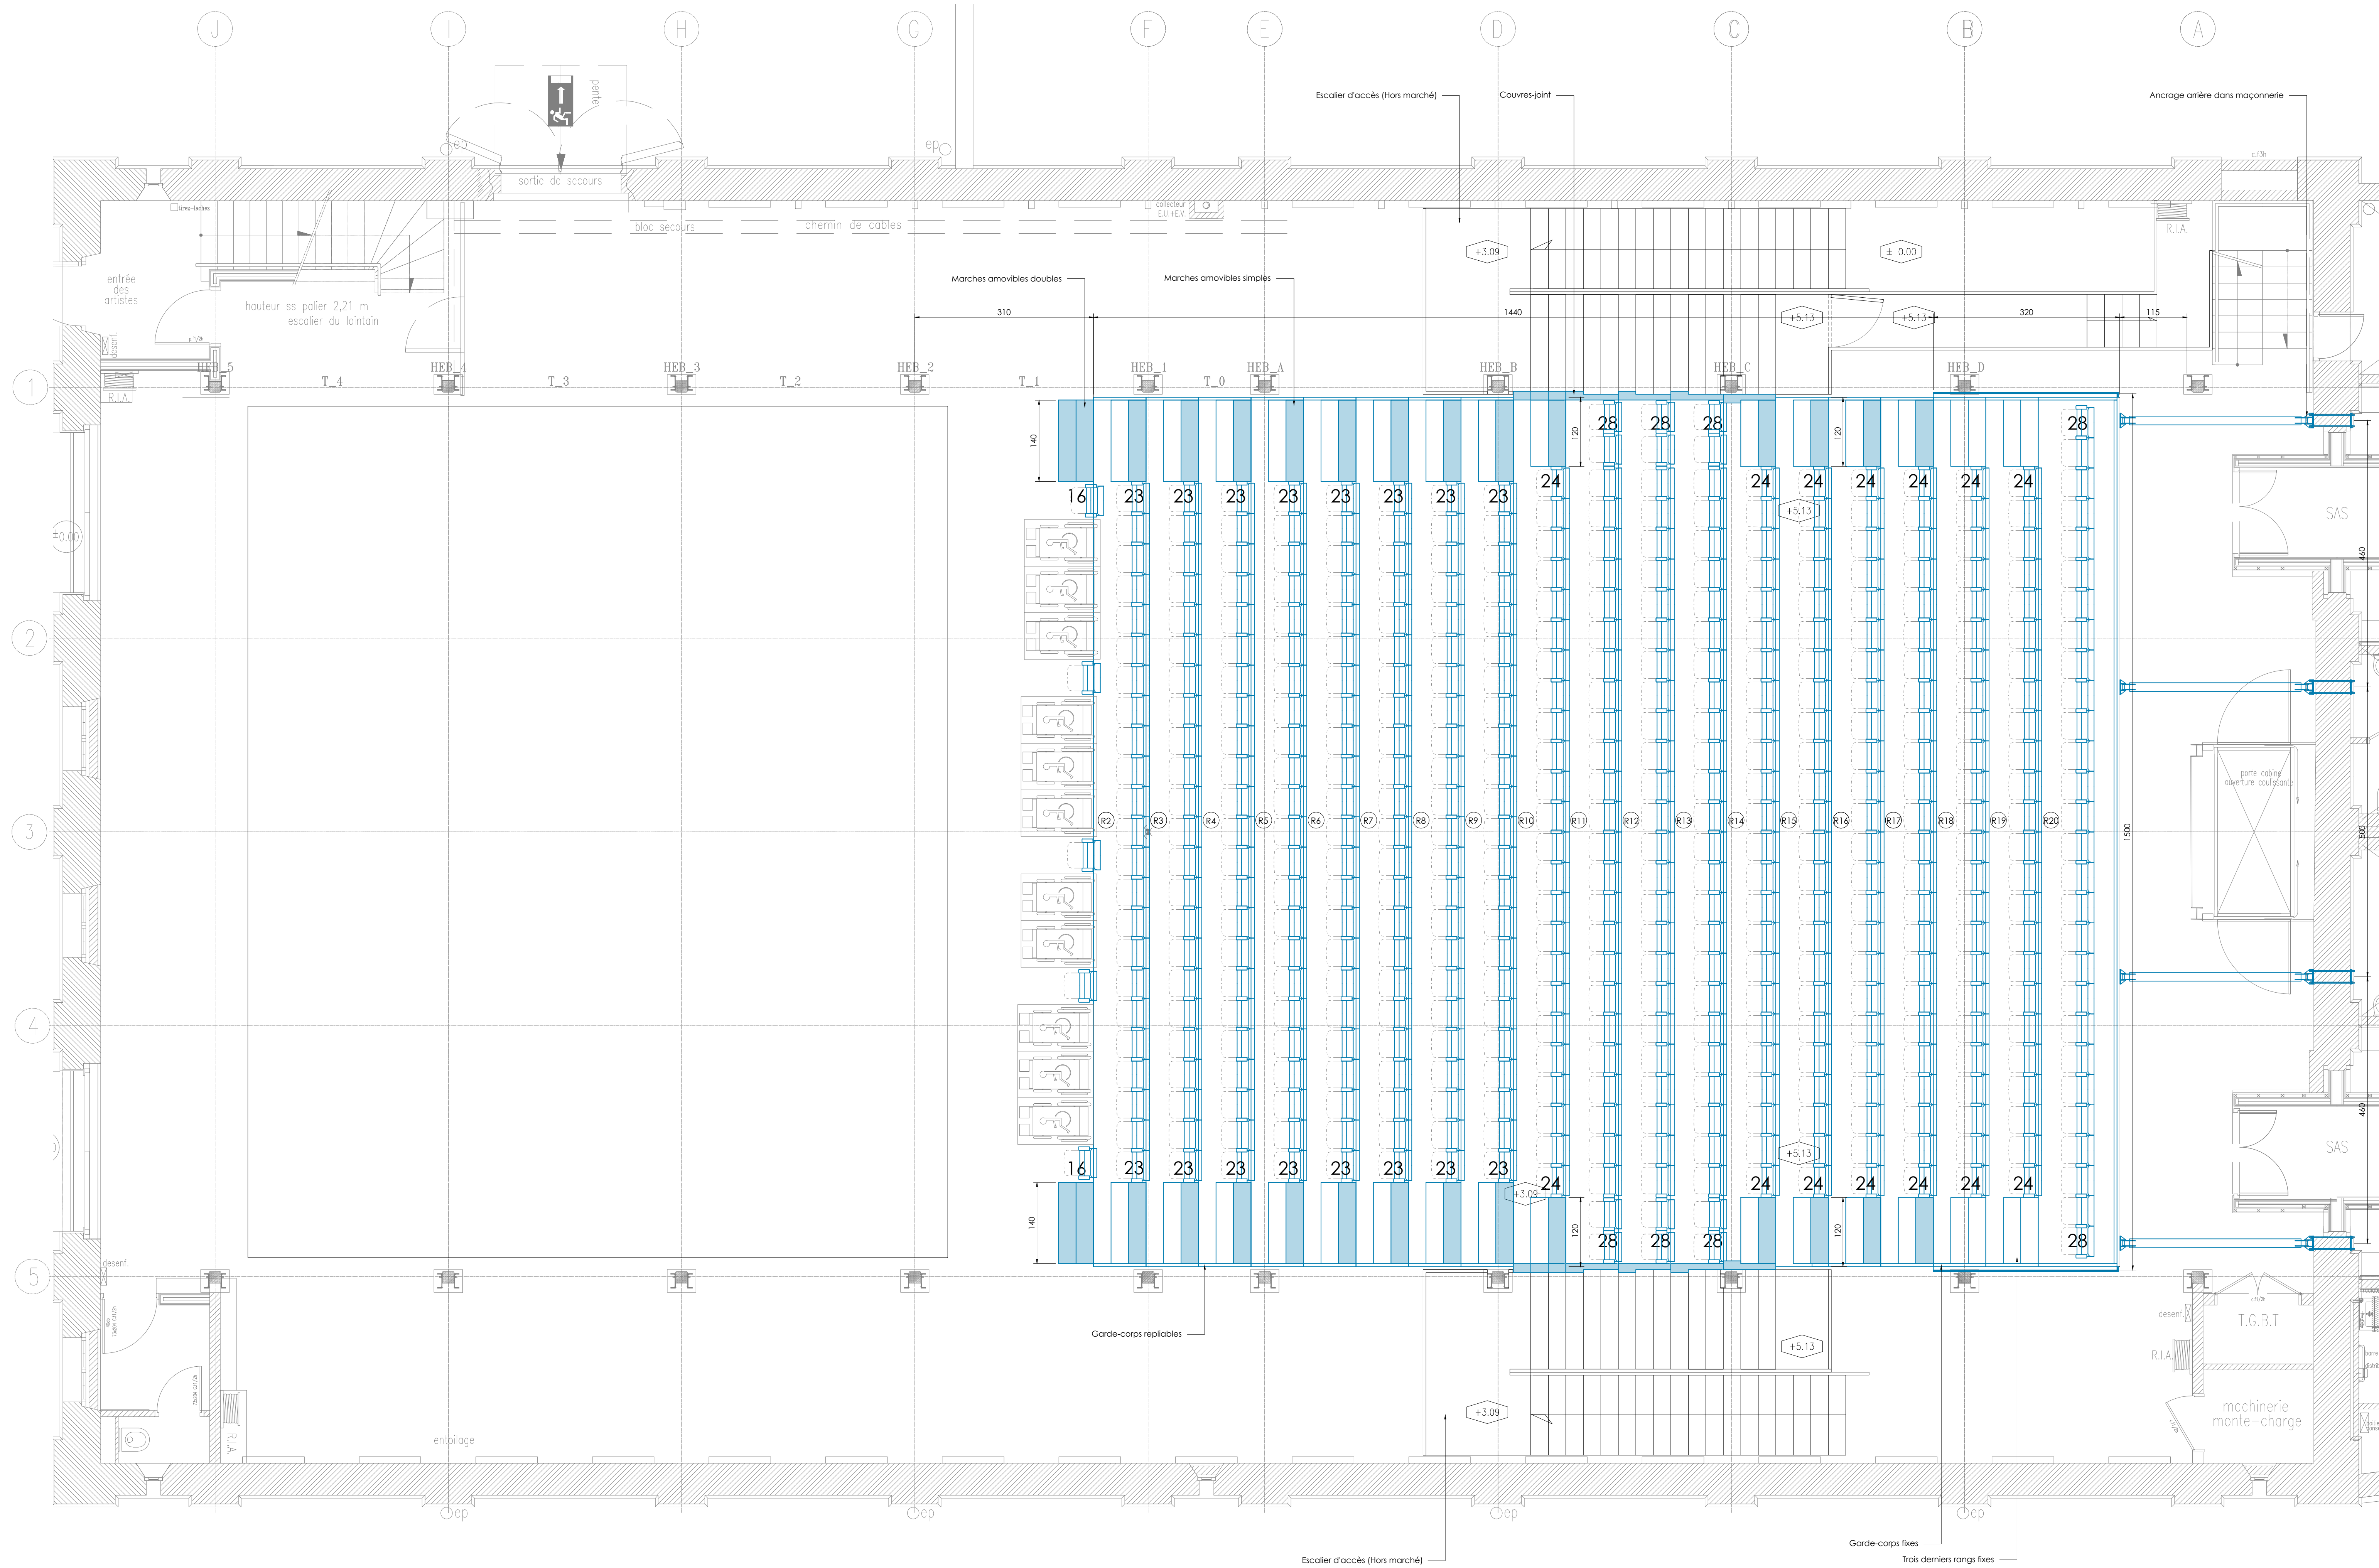 J
I
H
G
F
E
D
C
B
A
pente
Escalier d'accès (Hors marché)
Couvres-joint
Ancrage arrière dans maçonnerie
ep
ep
c.f3h
sortie de secours
tirez-laches
collecteur
E.U.+E.V.
bloc secours
chemin de cables
R.I.A.
+3.09
± 0.00
entrée
des
artistes
Marches amovibles doubles
Marches amovibles simples
hauteur ss palier 2,21 m
escalier du lointain
310
1440
+5.13
+5.13
320
115
desenf.
HEB_5
HEB_4
HEB_3
HEB_2
HEB_1
HEB_A
HEB_B
HEB_C
HEB_D
1
T_4
T_3
T_2
T_1
T_0
R.I.A.
140
120
120
28
28
28
28
16
23
23
23
23
23
23
23
23
24
24
24
24
24
24
24
+5.13
SAS
±0.00
460
2
porte cabine
ouverture coulissante
3
R2
R3
R4
R5
R6
R7
R8
R9
R10
R11
R12
R13
R14
R15
R16
R17
R18
R19
R20
1500
500
4
460
SAS
+5.13
16
23
23
23
23
23
23
23
23
24
24
24
24
24
24
24
+3.09
140
120
120
28
28
28
28
5
desenf.
Garde-corps repliables
desenf.
T.G.B.T
+5.13
R.I.A.
+3.09
machinerie
monte-charge
R.I.A.
entoilage
ep
ep
ep
ep
Garde-corps fixes
Escalier d'accès (Hors marché)
Trois derniers rangs fixes